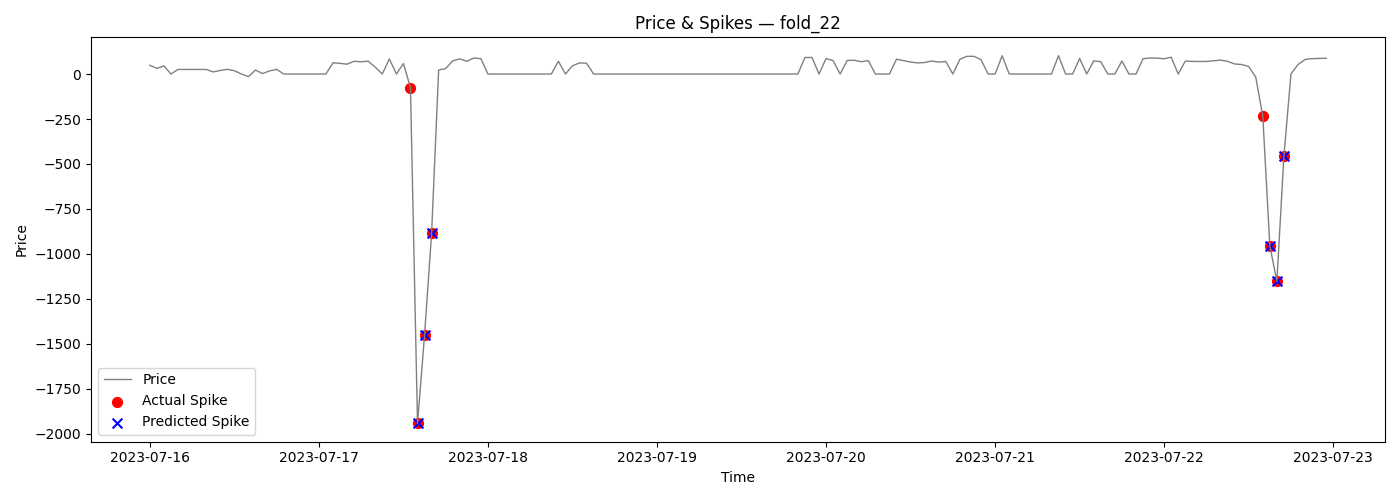 Price & Spikes — fold_22
Price
0
−250
−500
−750
−1000
−1250
−1500
−1750
−2000
Price
Actual Spike
Predicted Spike
2023-07-16
2023-07-17
2023-07-18
2023-07-19
2023-07-20
2023-07-21
2023-07-22
2023-07-23
Time